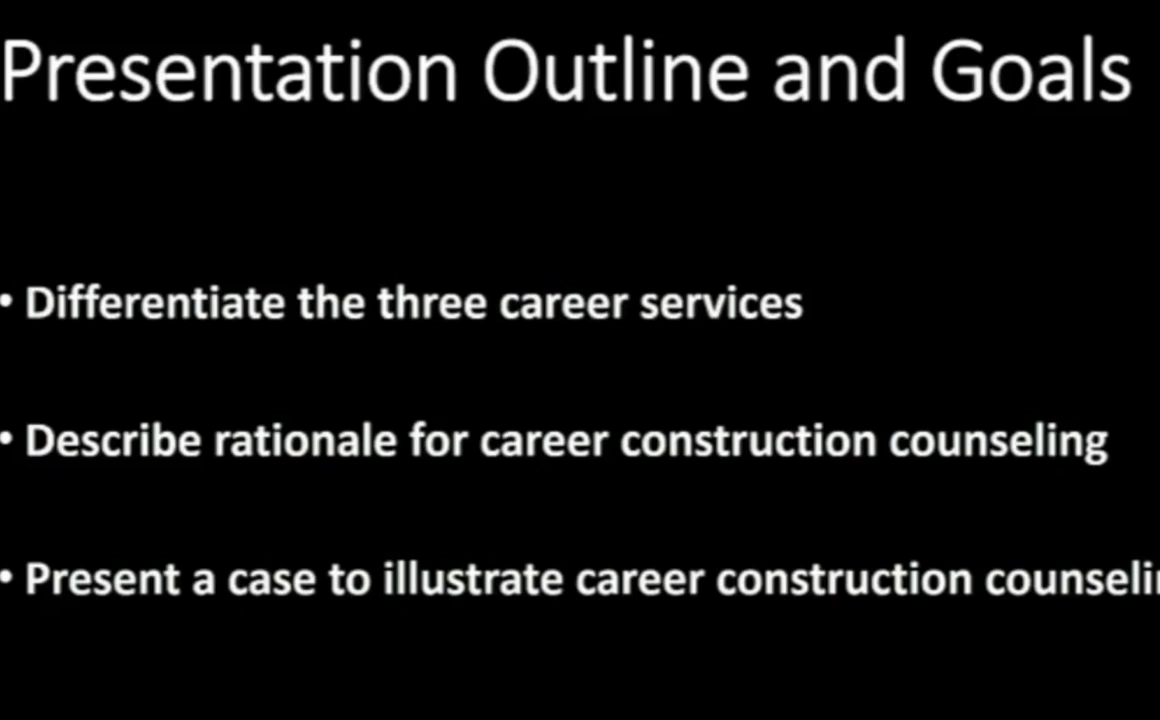 Presentation Outline and Goals
• Differentiate the three career services
• Describe rationale for career construction counseling
• Present a case to illustrate career construction counseli